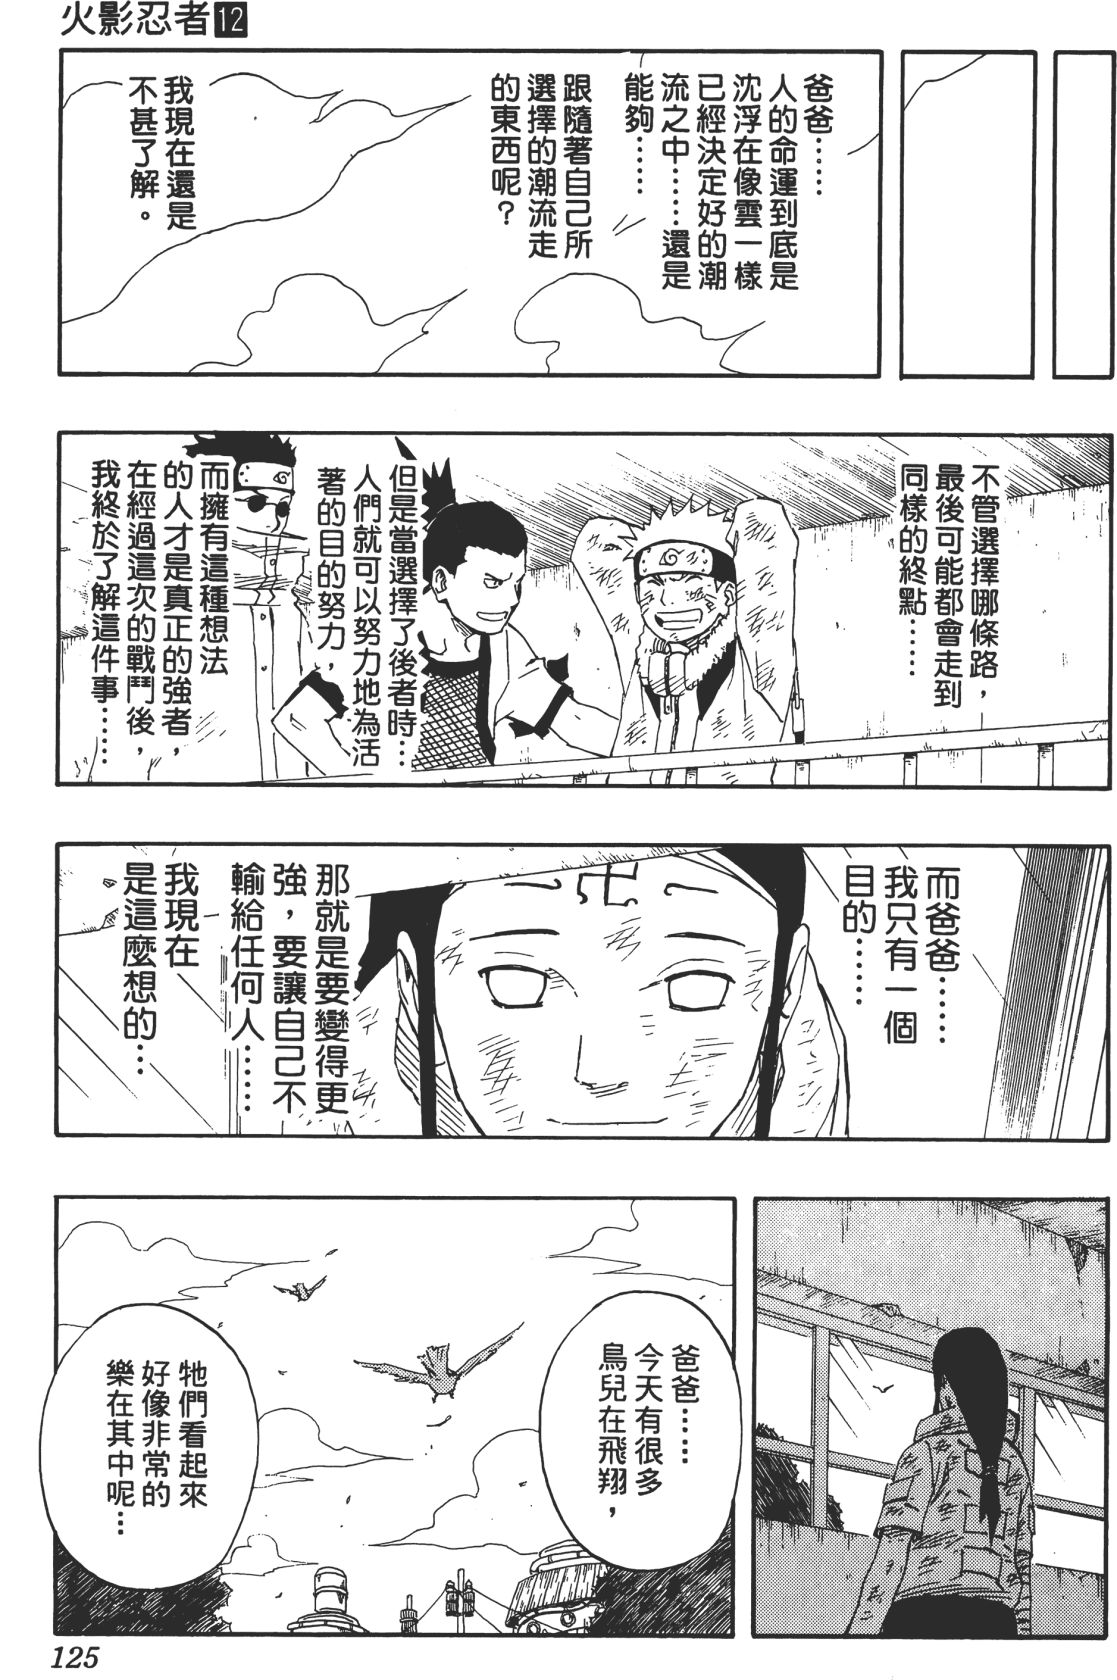 火影忍者12
爸爸……
人的命運到底是
沈浮在像雲一樣
已經決定好的潮
流之中……還是
能夠……
跟隨著自己所
選擇的潮流走
的東西呢？
我現在還是
不甚了解。
不管選擇哪條路，
最後可能都會走到
同樣的終點……
但是當選擇了後者時…
人們就可以努力地為活
著的目的努力，
而擁有這種想法
的人才是真正的強者，
在經過這次的戰鬥後，
我終於了解這件事……
而爸爸……
我只有一個
目的……
那就是要變得更
強，要讓自己不
輸給任何人……
我現在
是這麼想的…
卍
爸爸……
今天有很多
鳥兒在飛翔，
牠們看起來
好像非常的
樂在其中呢…
125